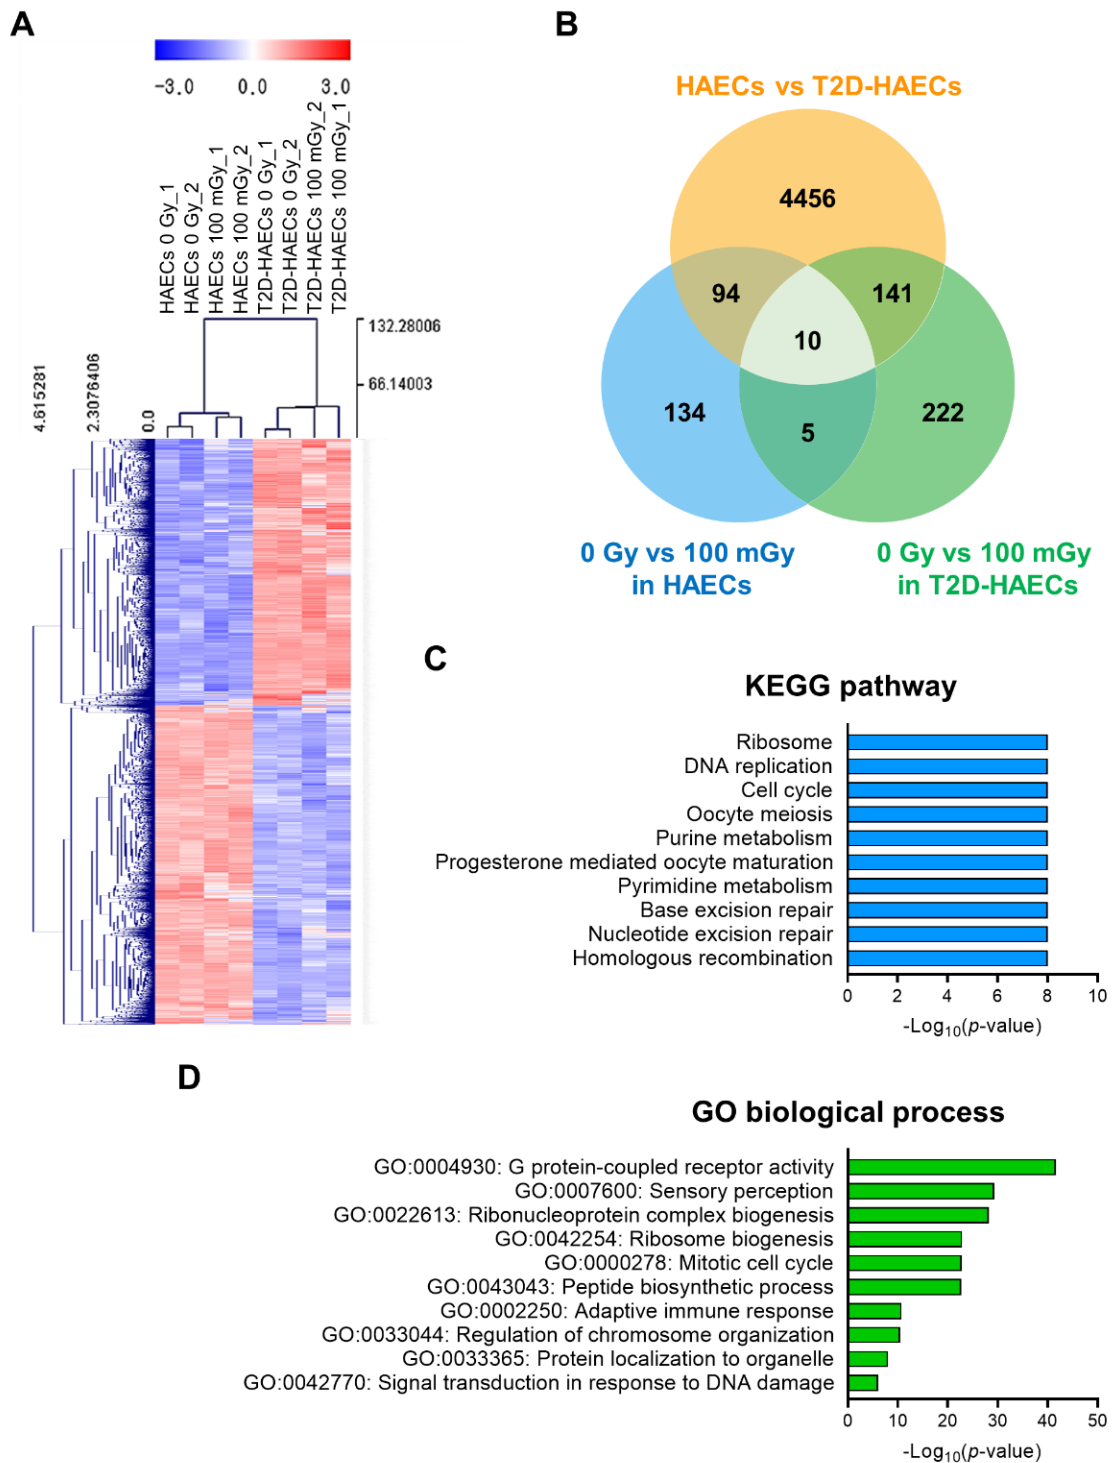 A
-3.0 0.0 3.0
HAECs 0 Gy_1
HAECs 0 Gy_2
HAECs 100 mGy_1
HAECs 100 mGy_2
T2D-HAECs 0 Gy_1
T2D-HAECs 0 Gy_2
T2D-HAECs 100 mGy_2
T2D-HAECs 100 mGy_1
132.28006
66.14003
4.615281
2.3076406
0.0
B
HAECs vs T2D-HAECs
4456
94
141
10
134
5
222
0 Gy vs 100 mGy
in HAECs
0 Gy vs 100 mGy
in T2D-HAECs
C
KEGG pathway
Ribosome
DNA replication
Cell cycle
Oocyte meiosis
Purine metabolism
Progesterone mediated oocyte maturation
Pyrimidine metabolism
Base excision repair
Nucleotide excision repair
Homologous recombination
0 2 4 6 8 10
-Log10(p-value)
D
GO biological process
GO:0004930: G protein-coupled receptor activity
GO:0007600: Sensory perception
GO:0022613: Ribonucleoprotein complex biogenesis
GO:0042254: Ribosome biogenesis
GO:0000278: Mitotic cell cycle
GO:0043043: Peptide biosynthetic process
GO:0002250: Adaptive immune response
GO:0033044: Regulation of chromosome organization
GO:0033365: Protein localization to organelle
GO:0042770: Signal transduction in response to DNA damage
0 10 20 30 40 50
-Log10(p-value)